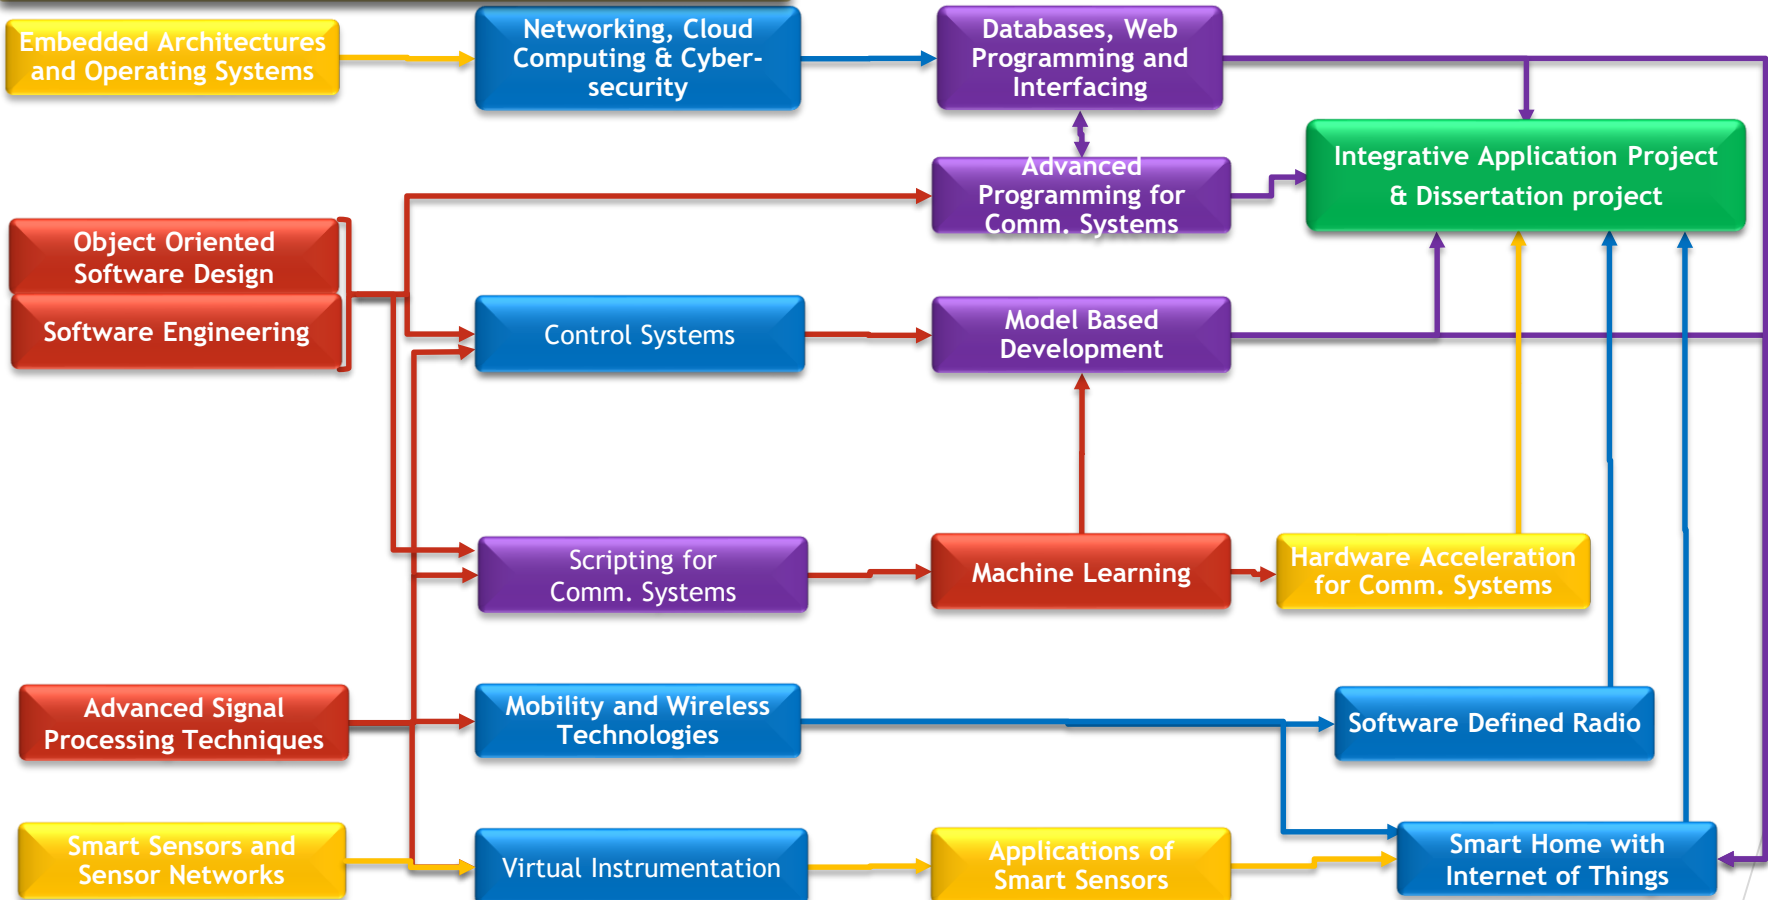 Embedded Architectures
and Operating Systems
Networking, Cloud
Computing & Cyber-
security
Databases, Web
Programming and
Interfacing
Integrative Application Project
& Dissertation project
Advanced
Programming for
Comm. Systems
Object Oriented
Software Design
Software Engineering
Control Systems
Model Based
Development
Scripting for
Comm. Systems
Machine Learning
Hardware Acceleration
for Comm. Systems
Advanced Signal
Processing Techniques
Mobility and Wireless
Technologies
Software Defined Radio
Smart Sensors and
Sensor Networks
Virtual Instrumentation
Applications of
Smart Sensors
Smart Home with
Internet of Things